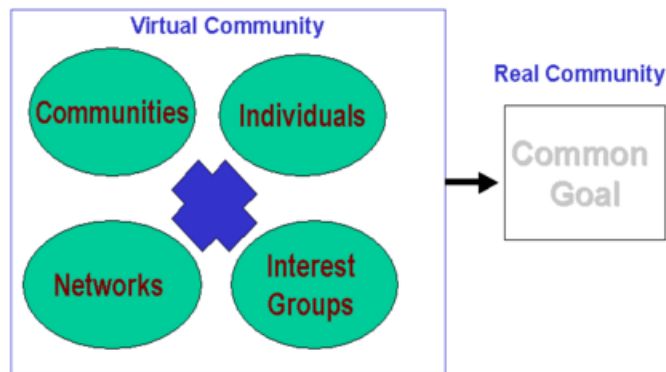 Virtual Community
Communities
Individuals
Networks
Interest
Groups
Real Community
Common
Goal